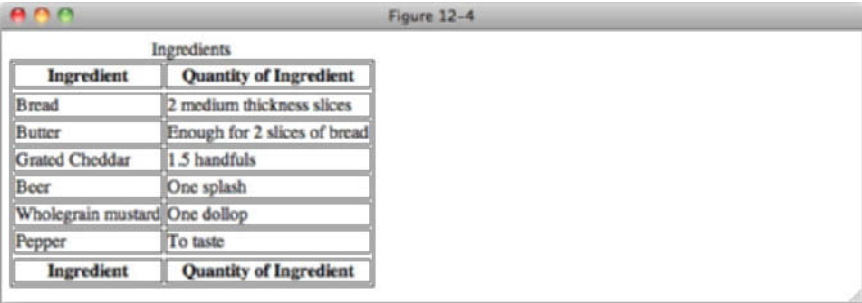 Figure 12-4
Ingredients
Ingredient Quantity of Ingredient
Bread 2 medium thickness slices
Butter Enough for 2 slices of bread
Grated Cheddar 1.5 handfuls
Beer One splash
Wholegrain mustard One dollop
Pepper To taste
Ingredient Quantity of Ingredient